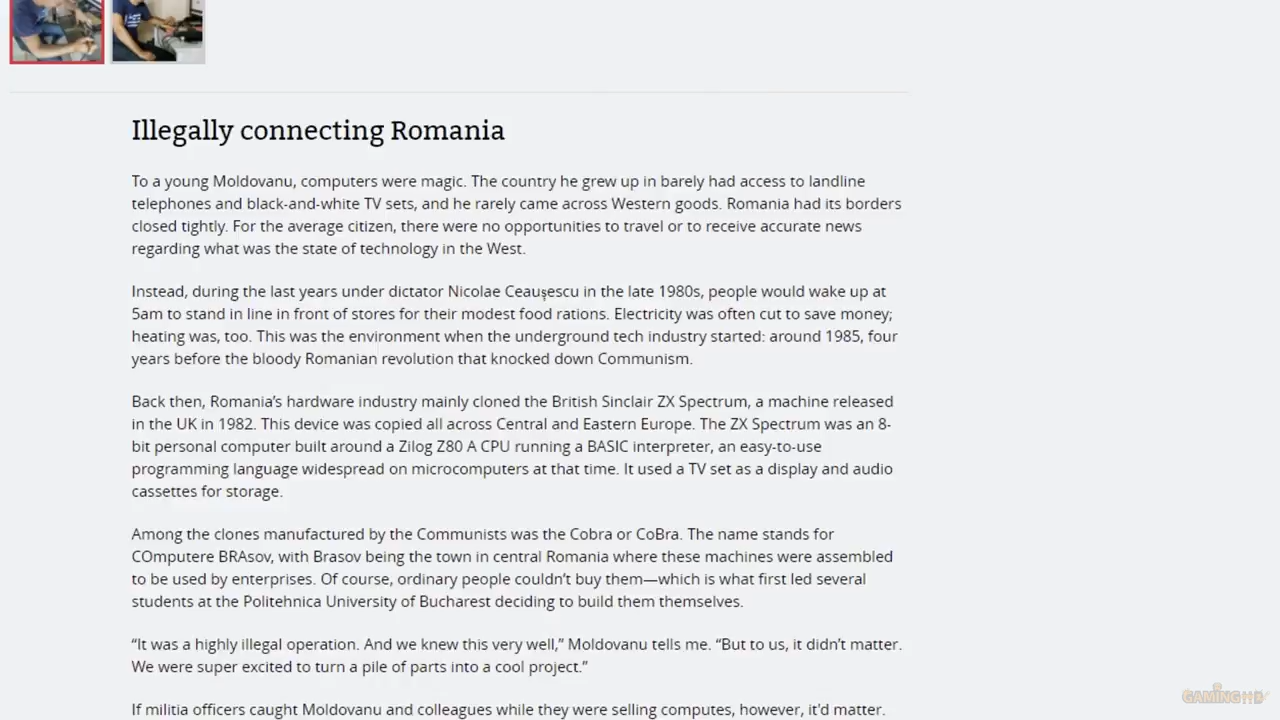 Illegally connecting Romania
To a young Moldovanu, computers were magic. The country he grew up in barely had access to landline
telephones and black-and-white TV sets, and he rarely came across Western goods. Romania had its borders
closed tightly. For the average citizen, there were no opportunities to travel or to receive accurate news
regarding what was the state of technology in the West.
Instead, during the last years under dictator Nicolae Ceaușescu in the late 1980s, people would wake up at
5am to stand in line in front of stores for their modest food rations. Electricity was often cut to save money;
heating was, too. This was the environment when the underground tech industry started: around 1985, four
years before the bloody Romanian revolution that knocked down Communism.
Back then, Romania’s hardware industry mainly cloned the British Sinclair ZX Spectrum, a machine released
in the UK in 1982. This device was copied all across Central and Eastern Europe. The ZX Spectrum was an 8-
bit personal computer built around a Zilog Z80 A CPU running a BASIC interpreter, an easy-to-use
programming language widespread on microcomputers at that time. It used a TV set as a display and audio
cassettes for storage.
Among the clones manufactured by the Communists was the Cobra or CoBra. The name stands for
COmputere BRAsov, with Brasov being the town in central Romania where these machines were assembled
to be used by enterprises. Of course, ordinary people couldn’t buy them—which is what first led several
students at the Politehnica University of Bucharest deciding to build them themselves.
“It was a highly illegal operation. And we knew this very well,” Moldovanu tells me. “But to us, it didn’t matter.
We were super excited to turn a pile of parts into a cool project.”
If militia officers caught Moldovanu and colleagues while they were selling computes, however, it'd matter.
GAMING HD